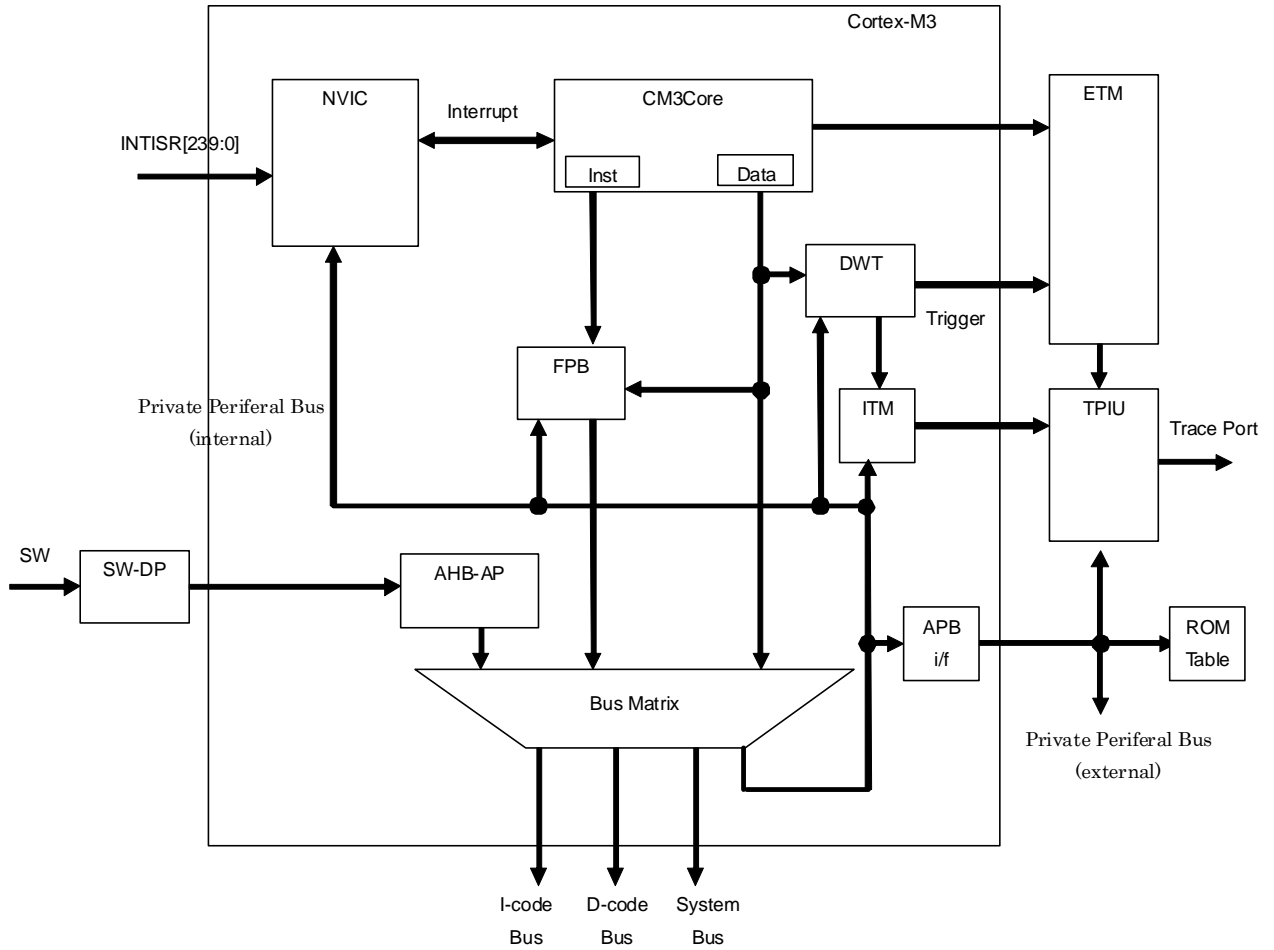 Cortex-M3
NVIC
Interrupt
CM3Core
ETM
INTISR[239:0]
Inst
Data
DWT
Trigger
FPB
ITM
TPIU
Private Periferal Bus
(internal)
Trace Port
SW
SW-DP
AHB-AP
APB
i/f
ROM
Table
Bus Matrix
Private Periferal Bus
(external)
I-code
Bus
D-code
Bus
System
Bus